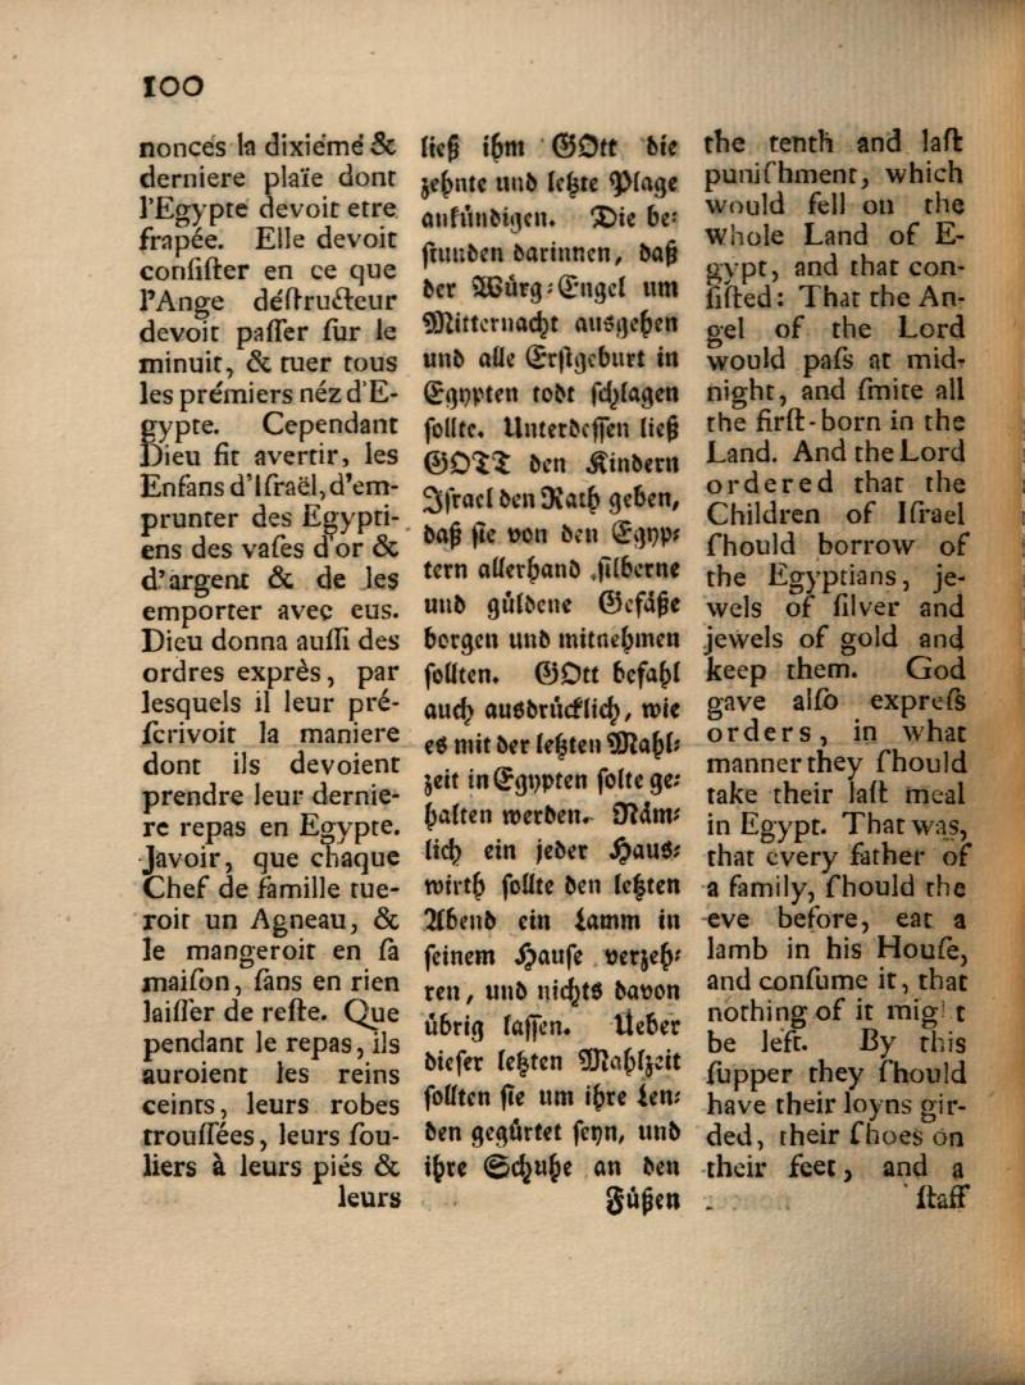 100
noncés la dixiémé &
derniere plaïe dont
l'Egypte devoit etre
frapée. Elle devoit
conſiſter en ce que
l'Ange déſtructeur
devoit paſſer ſur le
minuit, & tuer tous
les prémiers néz d'E-
gypte. Cependant
Dieu fit avertir, les
Enfans d'Iſraël, d'em-
prunter des Egypti-
ens des vaſes d'or &
d'argent & de les
emporter aveç eus.
Dieu donna auſſi des
ordres exprès, par
lesquels il leur pré-
ſcrivoit la maniere
dont ils devoient
prendre leur dernie-
re repas en Egypte.
Javoir, que chaque
Chef de famille tue-
roit un Agneau, &
le mangeroit en ſa
maiſon, ſans en rien
laiſſer de reſte. Que
pendant le repas, ils
auroient les reins
ceints, leurs robes
trouſſées, leurs ſou-
liers à leurs piés &
leurs
ließ ihm GOtt die
zehnte und letzte Plage
ankündigen. Die be-
ſtunden darinnen, daß
der Würg-Engel um
Mitternacht ausgehen
und alle Erſtgeburt in
Egypten todt ſchlagen
ſollte. Unterdeſſen ließ
GOTT den Kindern
Iſrael den Rath geben,
daß ſie von den Egyp-
tern allerhand ſilberne
und güldene Gefäße
borgen und mitnehmen
ſollten. GOtt befahl
auch ausdrücklich, wie
es mit der letzten Mahl-
zeit in Egypten ſolte ge-
halten werden. Näm-
lich ein jeder Haus-
wirth ſollte den letzten
Abend ein Lamm in
ſeinem Hauſe verzeh-
ren, und nichts davon
übrig laſſen. Ueber
dieſer letzten Mahlzeit
ſollten ſie um ihre Len-
den gegürtet ſeyn, und
ihre Schuhe an den
Füßen
the tenth and laſt
puniſhment, which
would fell on the
whole Land of E-
gypt, and that con-
ſiſted: That the An-
gel of the Lord
would paſs at mid-
night, and ſmite all
the firſt-born in the
Land. And the Lord
ordered that the
Children of Iſrael
ſhould borrow of
the Egyptians, je-
wels of ſilver and
jewels of gold and
keep them. God
gave alſo expreſs
orders, in what
manner they ſhould
take their laſt meal
in Egypt. That was,
that every father of
a family, ſhould the
eve before, eat a
lamb in his Houſe,
and conſume it, that
nothing of it mig t
be left. By this
ſupper they ſhould
have their loyns gir-
ded, their ſhoes on
their feet, and a
ſtaff